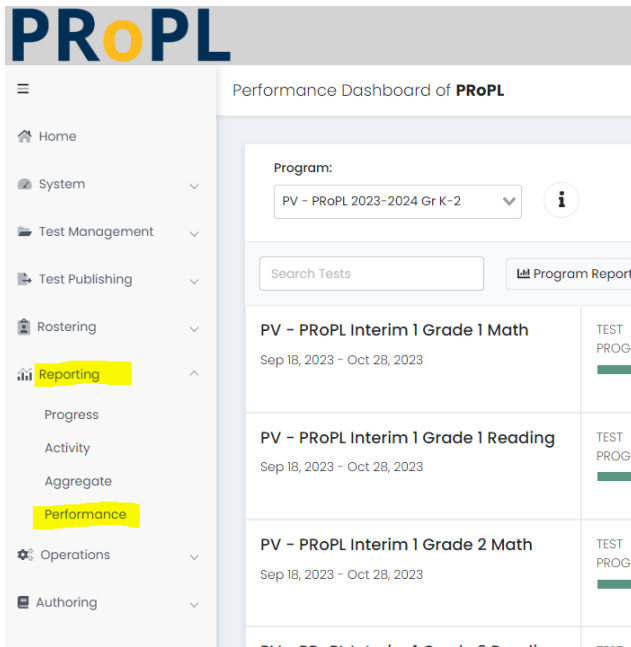 PRoPL
Performance Dashboard of PRoPL
Home
System
Test Management
Test Publishing
Rostering
Reporting
Progress
Activity
Aggregate
Performance
Operations
Authoring
Program:
PV - PRoPL 2023-2024 Gr K-2
i
Search Tests
Program Report
PV - PRoPL Interim 1 Grade 1 Math
Sep 18, 2023 - Oct 28, 2023
TEST
PROG
PV - PRoPL Interim 1 Grade 1 Reading
Sep 18, 2023 - Oct 28, 2023
TEST
PROG
PV - PRoPL Interim 1 Grade 2 Math
Sep 18, 2023 - Oct 28, 2023
TEST
PROG